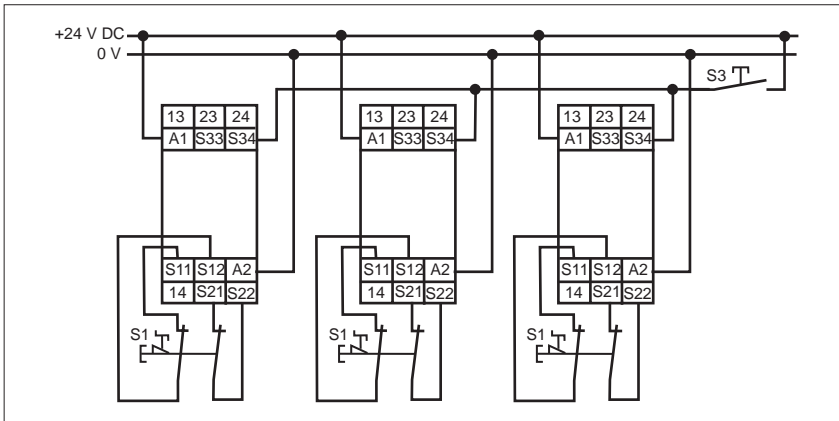 +24 V DC
0 V
S3
13 23 24
A1 S33 S34
13 23 24
A1 S33 S34
13 23 24
A1 S33 S34
S11 S12 A2
14 S21 S22
S11 S12 A2
14 S21 S22
S11 S12 A2
14 S21 S22
S1
S1
S1